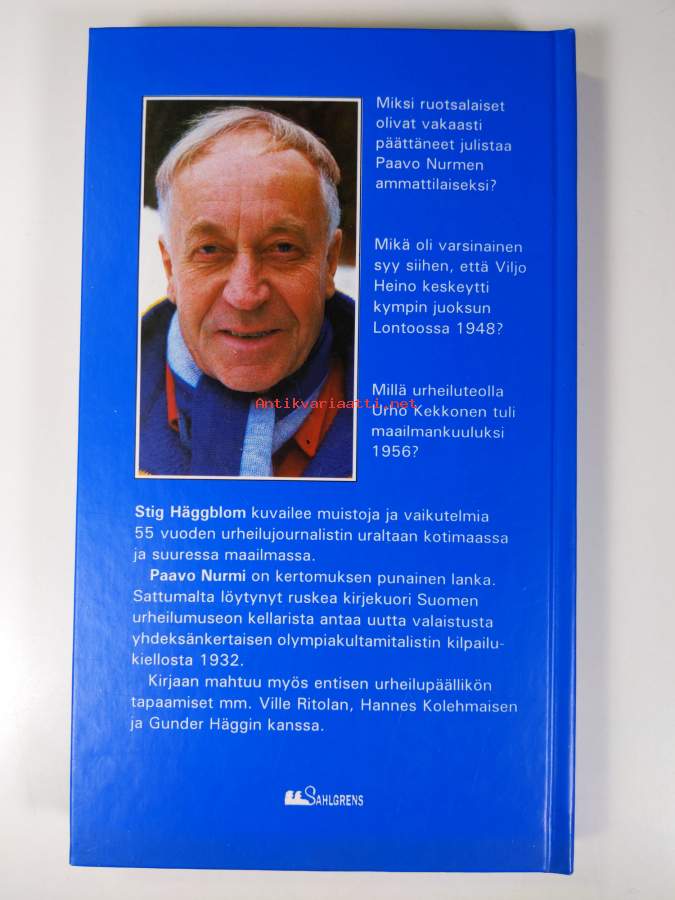 Miksi ruotsalaiset
olivat vakaasti
päättäneet julistaa
Paavo Nurmen
ammattilaiseksi?
Mikä oli varsinainen
syy siihen, että Viljo
Heino keskeytti
kympin juoksun
Lontoossa 1948?
Millä urheiluteolla
Urho Kekkonen tuli
maailmankuuluksi
1956?
Antikvariaatti.net
Stig Häggblom kuvailee muistoja ja vaikutelmia
55 vuoden urheilujournalistin uraltaan kotimaassa
ja suuressa maailmassa.
Paavo Nurmi on kertomuksen punainen lanka.
Sattumalta löytynyt ruskea kirjekuori Suomen
urheilumuseon kellarista antaa uutta valaistusta
yhdeksänkertaisen olympiakultamitalistin kilpailu-
kiellosta 1932.
Kirjaan mahtuu myös entisen urheilupäällikön
tapaamiset mm. Ville Ritolan, Hannes Kolehmaisen
ja Gunder Häggin kanssa.
SAHLGRENS